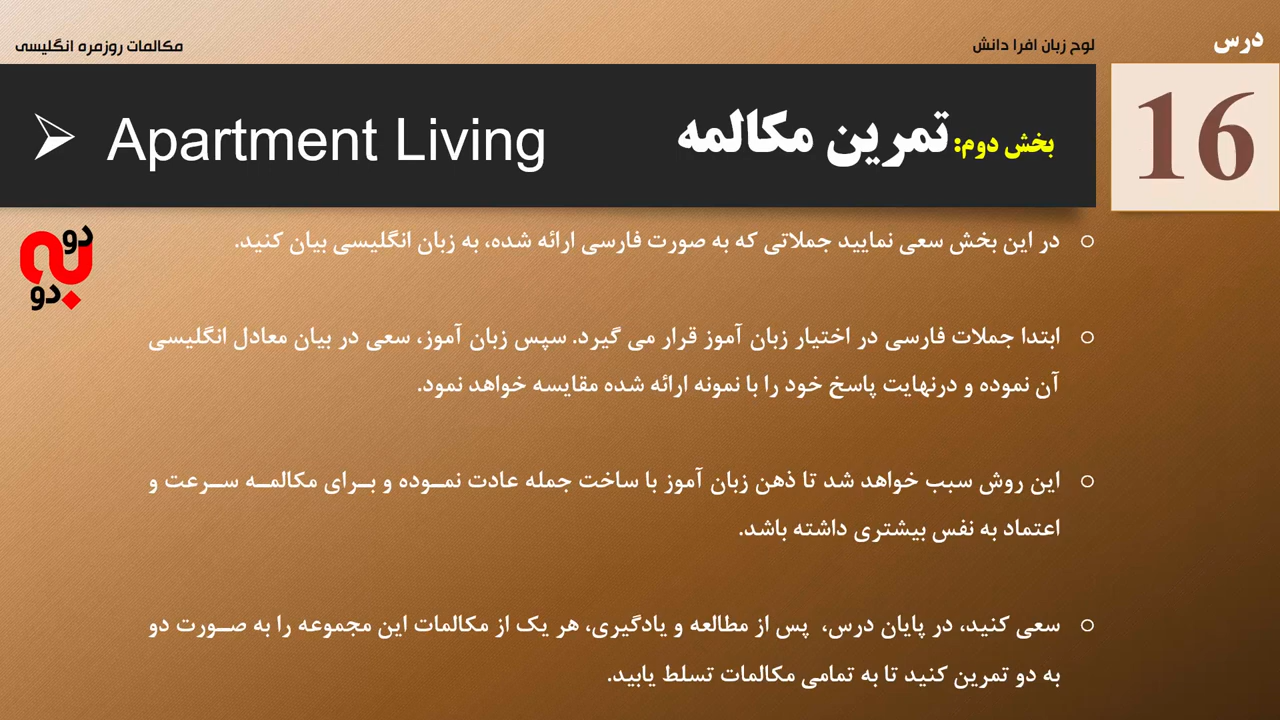 درس
لوح زبان افرا دانش
مکالمات روزمره انگلیسی
16
بخش دوم: تمرین مکالمه
Apartment Living
دو به دو
در این بخش سعی نمایید جملاتی که به صورت فارسی ارائه شده، به زبان انگلیسی بیان کنید.
ابتدا جملات فارسی در اختیار زبان آموز قرار می گیرد. سپس زبان آموز، سعی در بیان معادل انگلیسی
آن نموده و درنهایت پاسخ خود را با نمونه ارائه شده مقایسه خواهد نمود.
این روش سبب خواهد شد تا ذهن زبان آموز با ساخت جمله عادت نمـوده و بـرای مکالمـه سـرعت و
اعتماد به نفس بیشتری داشته باشد.
سعی کنید، در پایان درس، پس از مطالعه و یادگیری، هر یک از مکالمات این مجموعه را به صـورت دو
به دو تمرین کنید تا به تمامی مکالمات تسلط یابید.